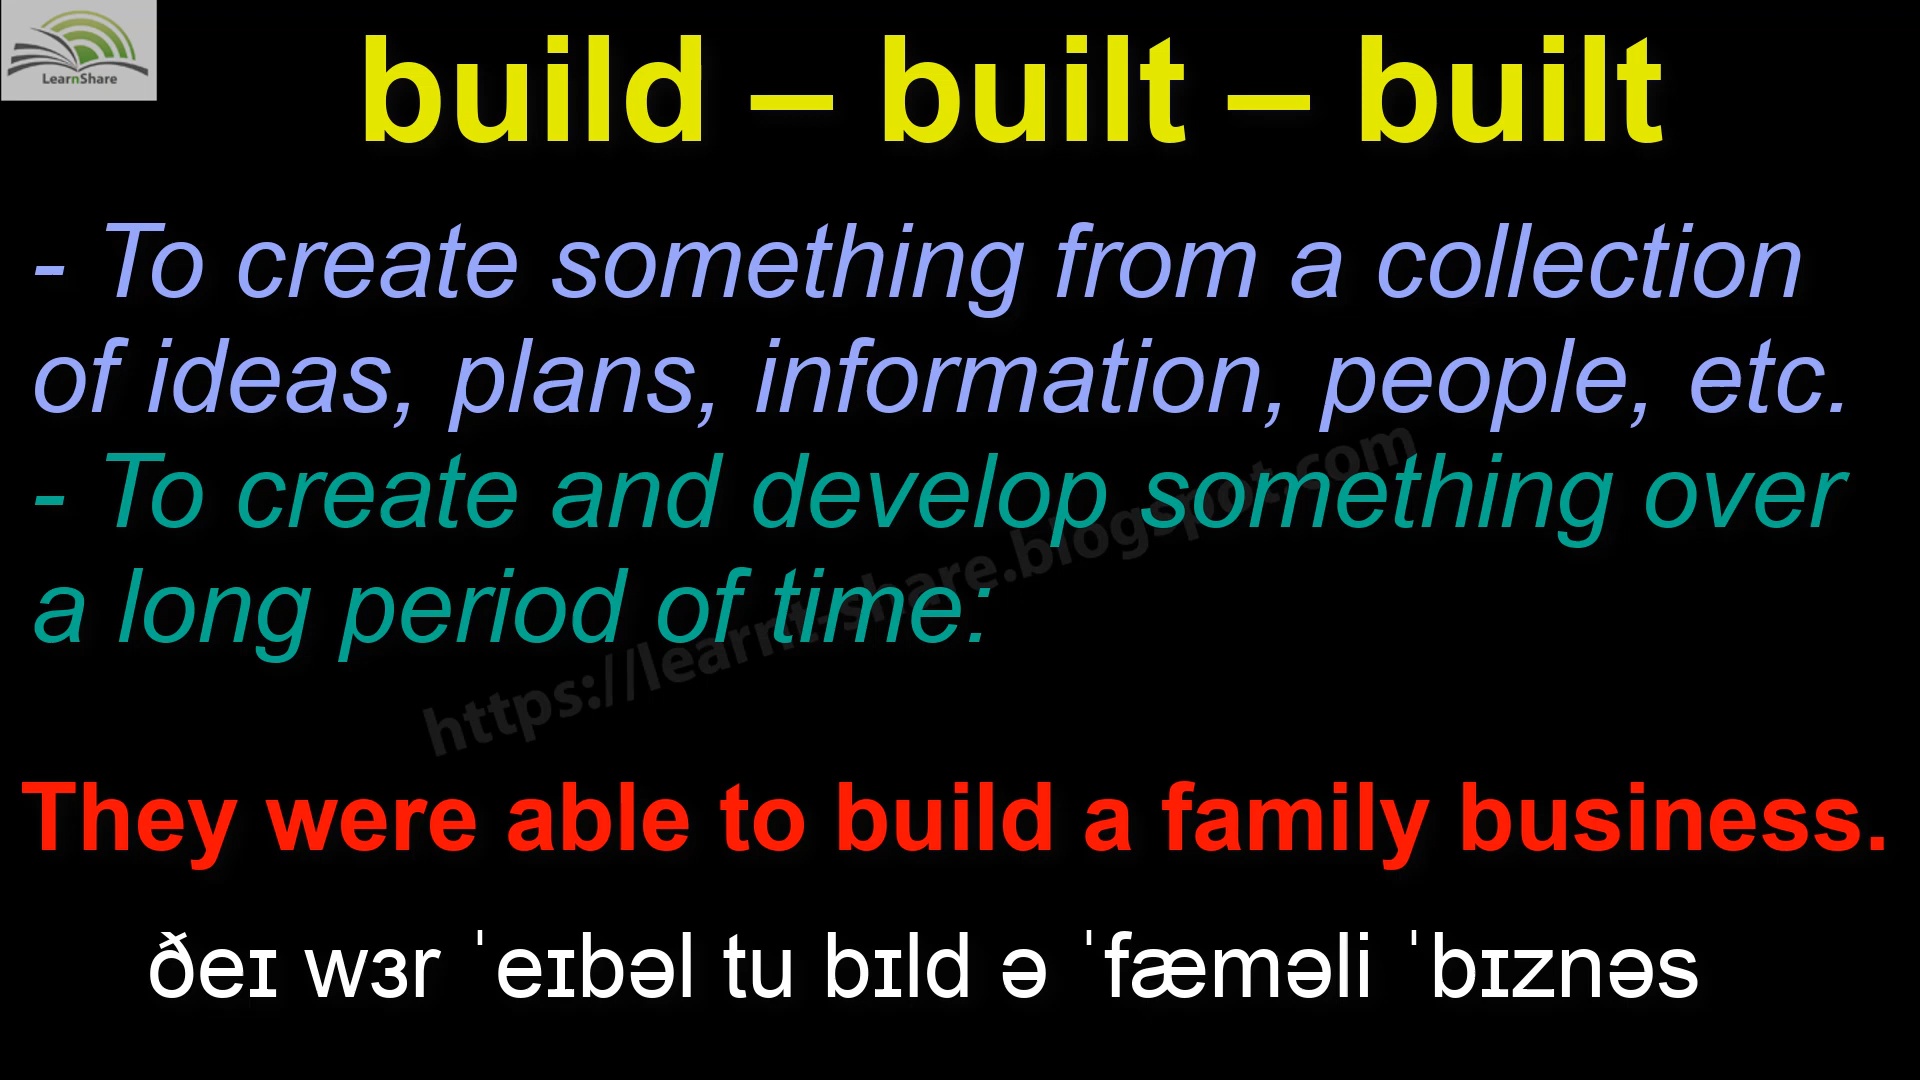 LearnShare
build – built – built
- To create something from a collection
of ideas, plans, information, people, etc.
- To create and develop something over
a long period of time:
https://learnt-share.blogspot.com
They were able to build a family business.
ðeɪ wɜr ˈeɪbəl tu bɪld ə ˈfæməli ˈbɪznəs